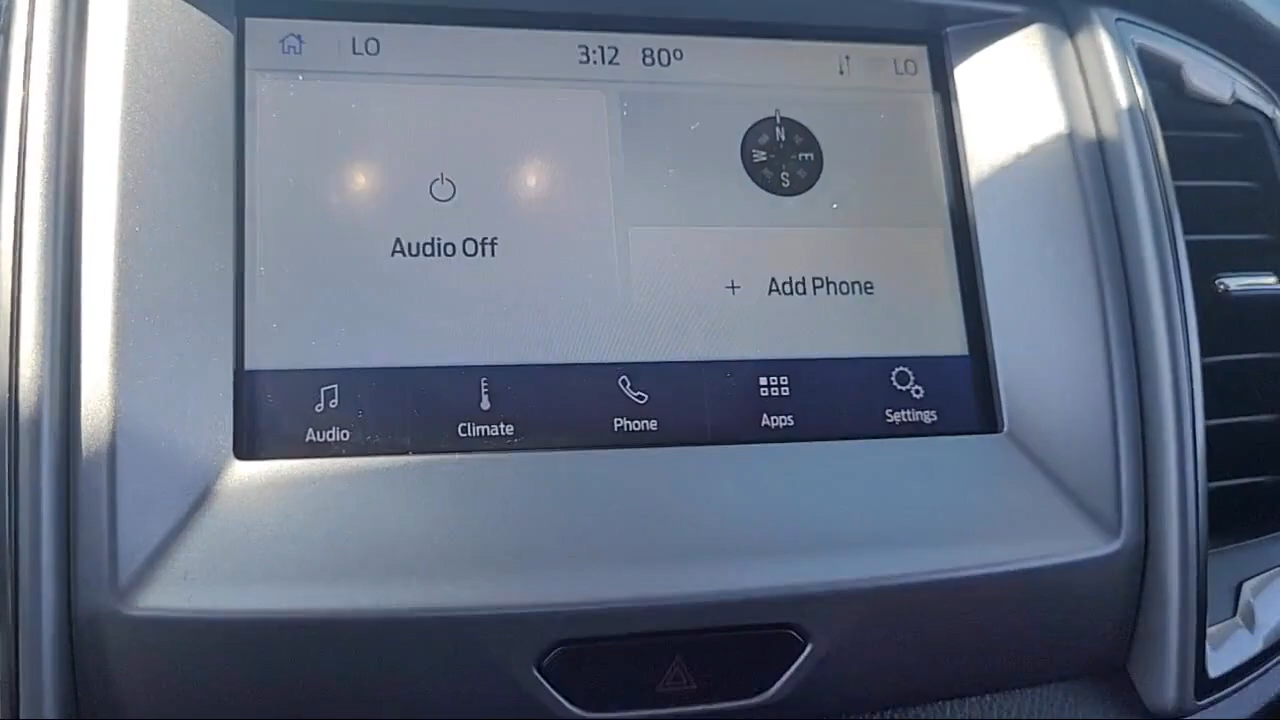 LO 3:12 80° LO
N
W E
S
Audio Off
+ Add Phone
Audio Climate Phone Apps Settings